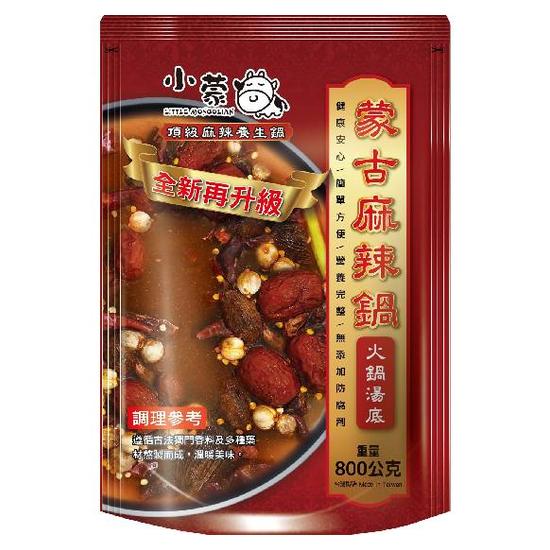 小蒙
LITTLE MONGOLIAN
頂級麻辣養生鍋
全新再升級
蒙古麻辣鍋
健康安心/簡單方便/營養完整/無添加防腐劑
火鍋湯底
調理參考
遵循古法獨門香料及多種藥
材熬製而成，溫暖美味。
重量
800公克
Made in Taiwan